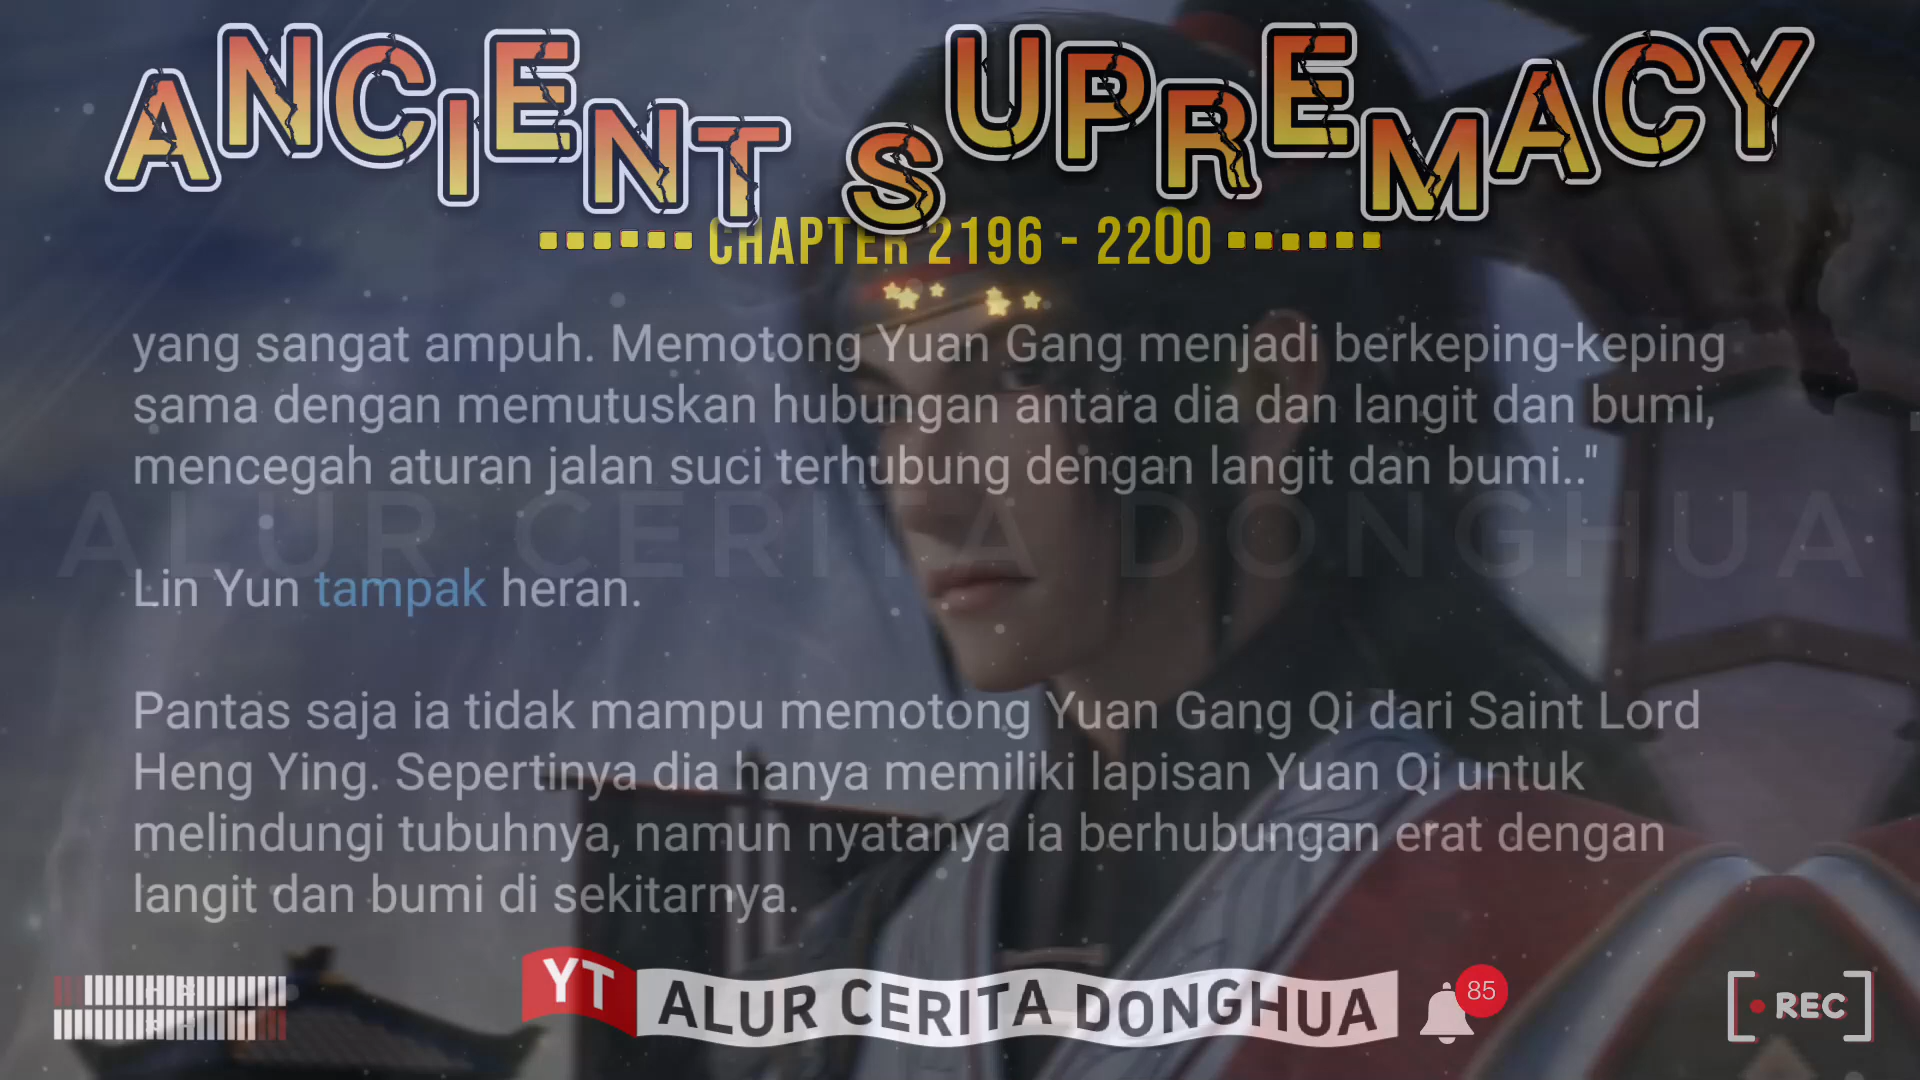 ANCIENT SUPREMACY
CHAPTER 2196 - 2200
yang sangat ampuh. Memotong Yuan Gang menjadi berkeping-keping
sama dengan memutuskan hubungan antara dia dan langit dan bumi,
mencegah aturan jalan suci terhubung dengan langit dan bumi.."
ALUR CERITA DONGHUA
Lin Yun tampak heran.
Pantas saja ia tidak mampu memotong Yuan Gang Qi dari Saint Lord
Heng Ying. Sepertinya dia hanya memiliki lapisan Yuan Qi untuk
melindungi tubuhnya, namun nyatanya ia berhubungan erat dengan
langit dan bumi di sekitarnya.
YT ALUR CERITA DONGHUA 85
REC